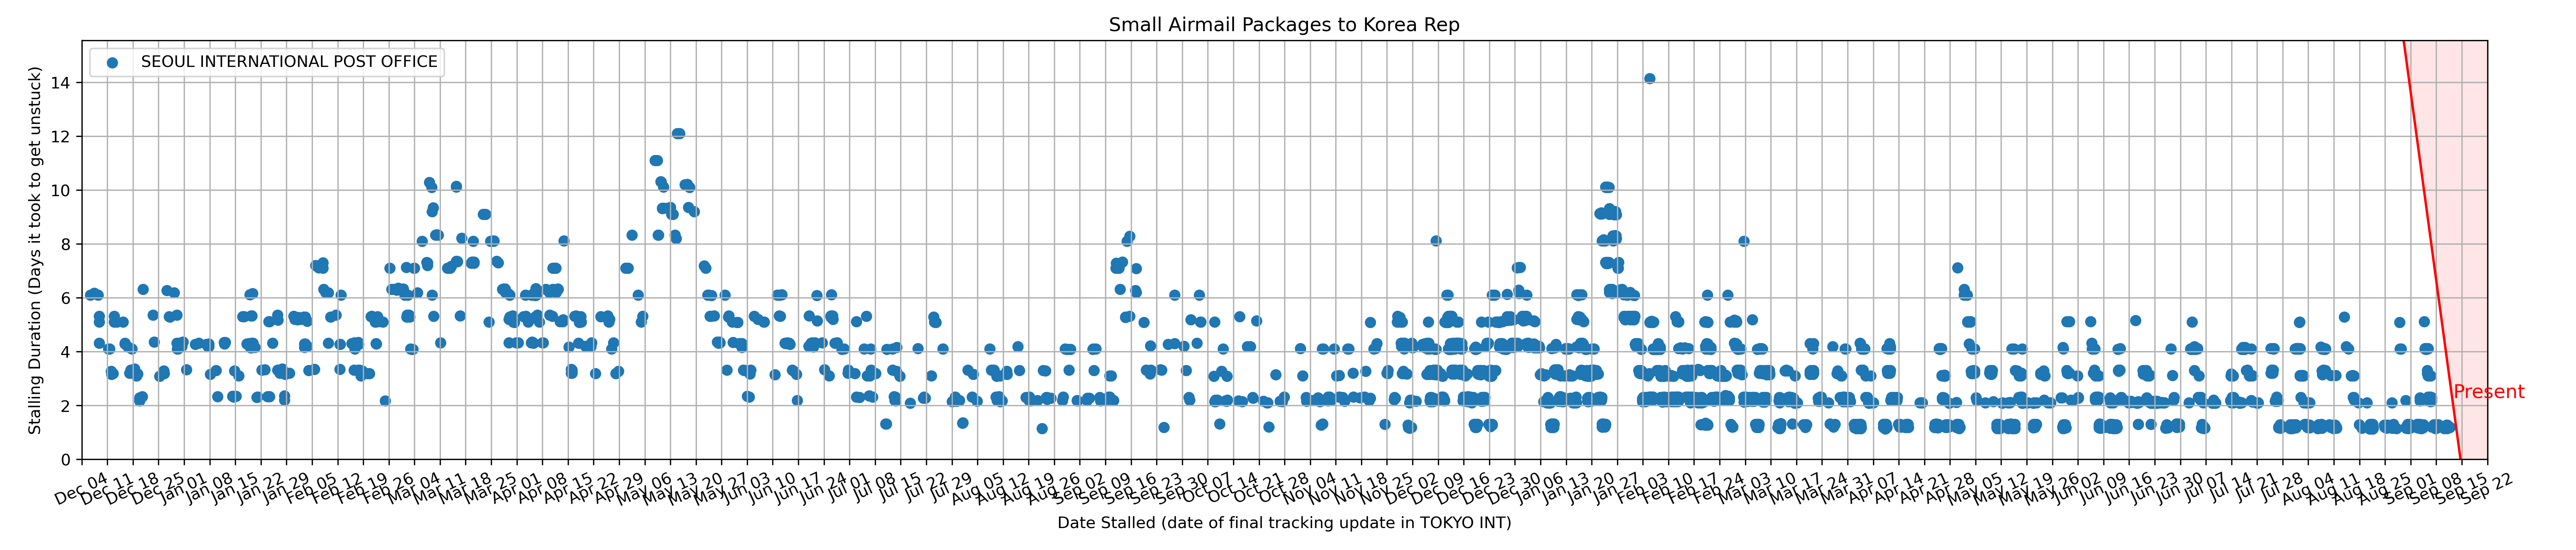 Small Airmail Packages to Korea Rep
SEOUL INTERNATIONAL POST OFFICE
Stalling Duration (Days it took to get unstuck)
14
12
10
8
6
4
2
0
Present
Dec 04
Dec 11
Dec 18
Dec 25
Jan 01
Jan 08
Jan 15
Jan 22
Jan 29
Feb 05
Feb 12
Feb 19
Feb 26
Mar 04
Mar 11
Mar 18
Mar 25
Apr 01
Apr 08
Apr 15
Apr 22
Apr 29
May 06
May 13
May 20
May 27
Jun 03
Jun 10
Jun 17
Jun 24
Jul 01
Jul 08
Jul 15
Jul 22
Jul 29
Aug 05
Aug 12
Aug 19
Aug 26
Sep 02
Sep 09
Sep 16
Sep 23
Sep 30
Oct 07
Oct 14
Oct 21
Oct 28
Nov 04
Nov 11
Nov 18
Nov 25
Dec 02
Dec 09
Dec 16
Dec 23
Dec 30
Jan 06
Jan 13
Jan 20
Jan 27
Feb 03
Feb 10
Feb 17
Feb 24
Mar 03
Mar 10
Mar 17
Mar 24
Mar 31
Apr 07
Apr 14
Apr 21
Apr 28
May 05
May 12
May 19
May 26
Jun 02
Jun 09
Jun 16
Jun 23
Jun 30
Jul 07
Jul 14
Jul 21
Jul 28
Aug 04
Aug 11
Aug 18
Aug 25
Sep 01
Sep 08
Sep 15
Sep 22
Date Stalled (date of final tracking update in TOKYO INT)